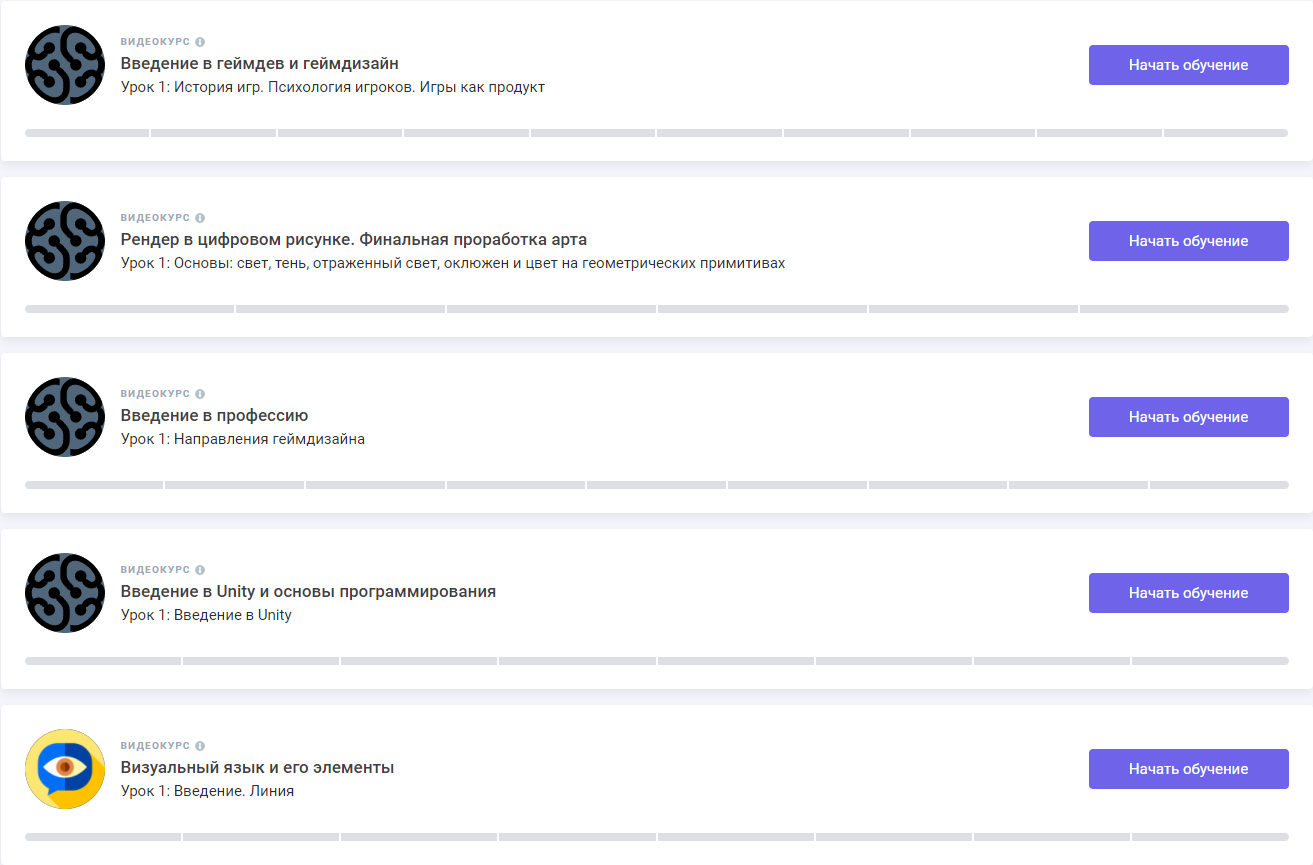 ВИДЕОКУРС
Введение в геймдев и геймдизайн
Урок 1: История игр. Психология игроков. Игры как продукт
Начать обучение
ВИДЕОКУРС
Рендер в цифровом рисунке. Финальная проработка арта
Урок 1: Основы: свет, тень, отраженный свет, оклюжен и цвет на геометрических примитивах
Начать обучение
ВИДЕОКУРС
Введение в профессию
Урок 1: Направления геймдизайна
Начать обучение
ВИДЕОКУРС
Введение в Unity и основы программирования
Урок 1: Введение в Unity
Начать обучение
ВИДЕОКУРС
Визуальный язык и его элементы
Урок 1: Введение. Линия
Начать обучение